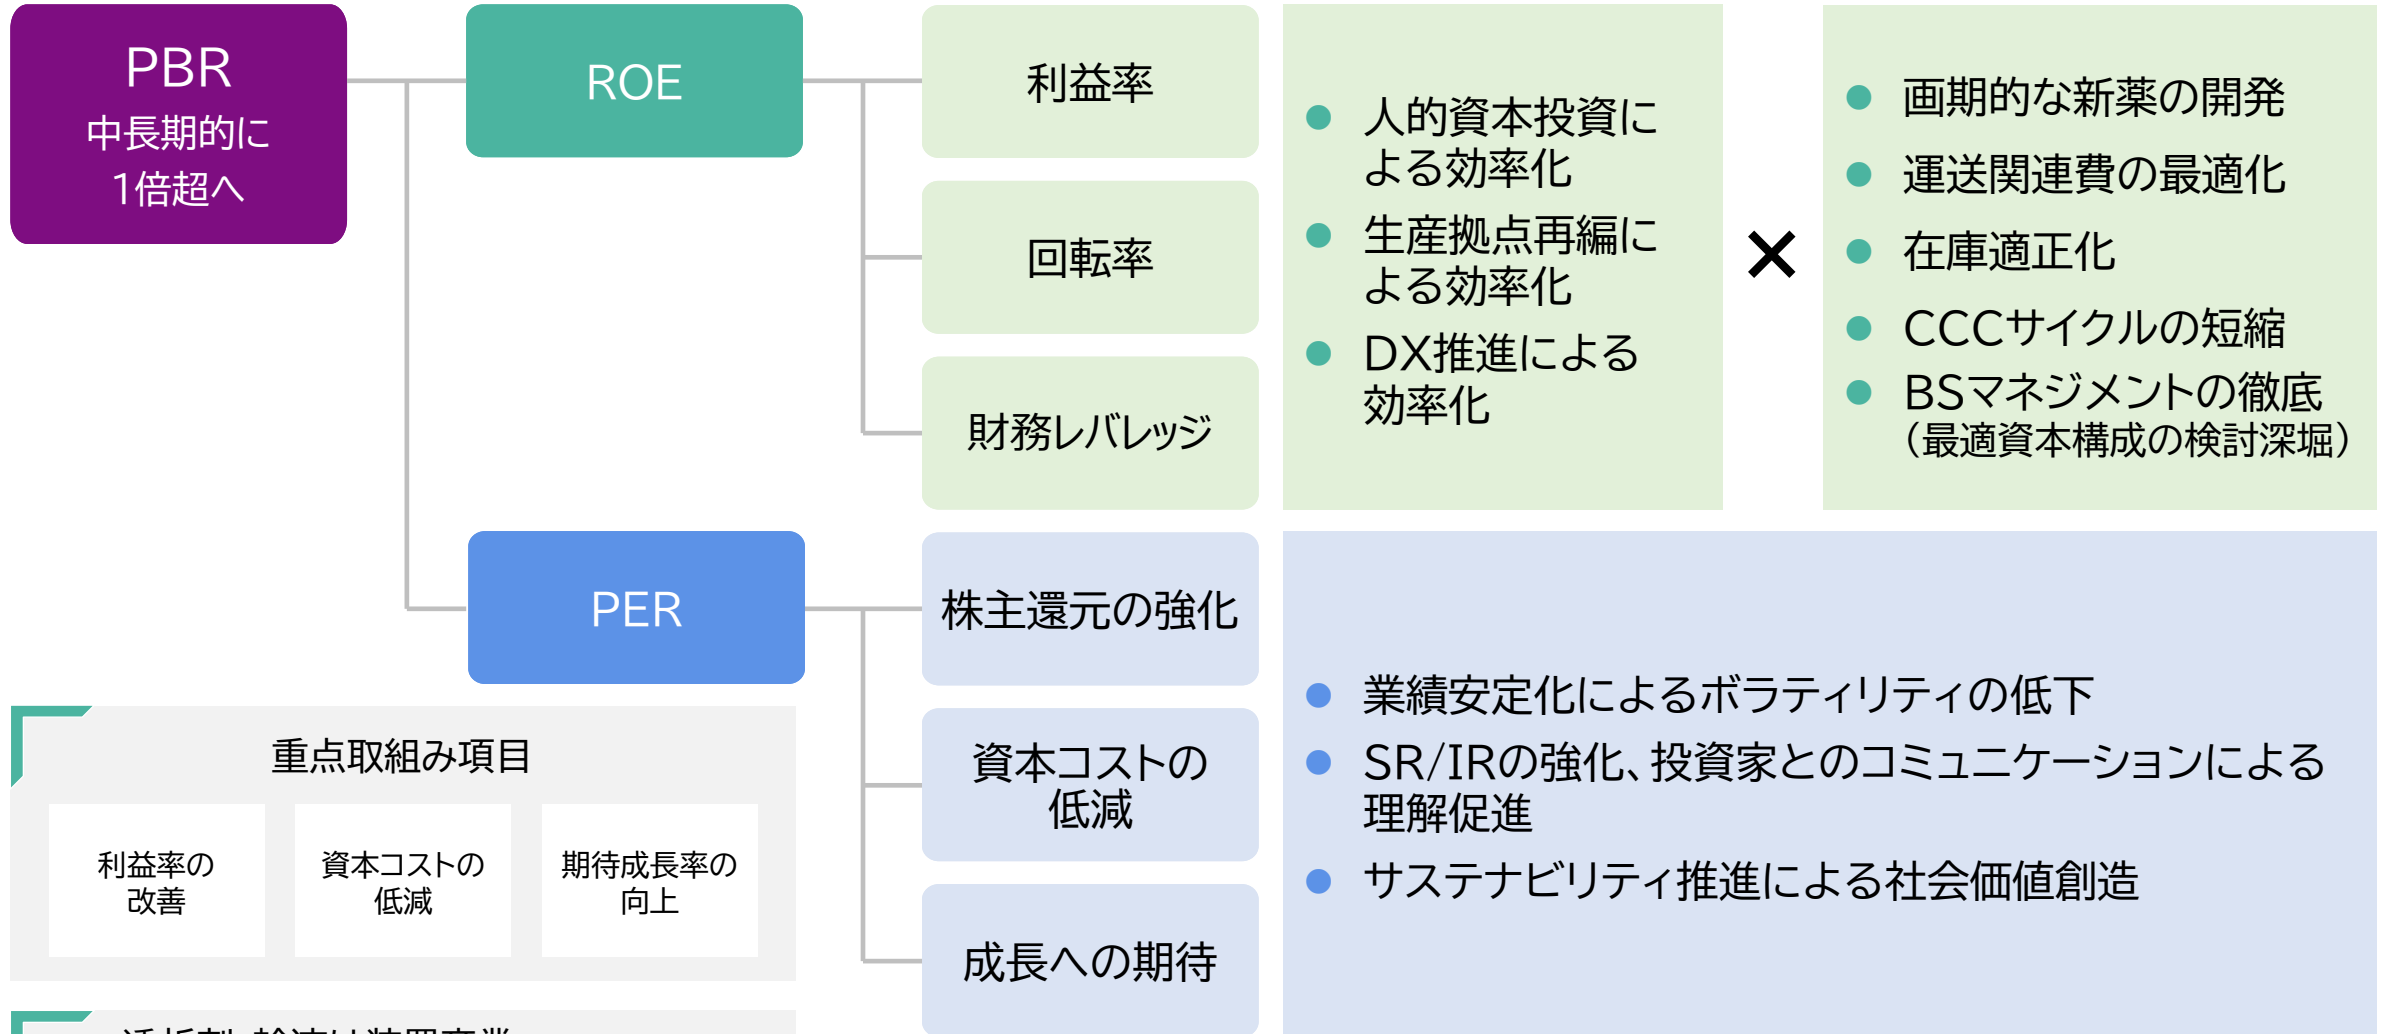 PBR
中長期的に
1倍超へ
ROE
利益率
回転率
財務レバレッジ
人的資本投資に
よる効率化
生産拠点再編に
よる効率化
DX推進による
効率化
×
画期的な新薬の開発
運送関連費の最適化
在庫適正化
CCCサイクルの短縮
BSマネジメントの徹底
（最適資本構成の検討深堀）
PER
株主還元の強化
資本コストの
低減
成長への期待
業績安定化によるボラティリティの低下
SR/IRの強化、投資家とのコミュニケーションによる
理解促進
サステナビリティ推進による社会価値創造
重点取組み項目
利益率の
改善
資本コストの
低減
期待成長率の
向上